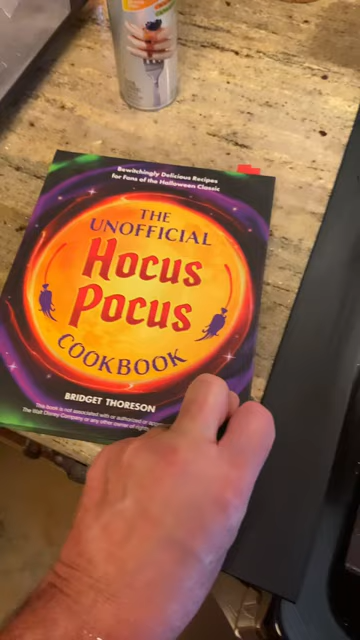 Bewitchingly Delicious Recipes
for Fans of the Halloween Classic
THE
UNOFFICIAL
Hocus
Pocus
COOKBOOK
BRIDGET THORESON
This book is not associated with or authorized or
The Walt Disney Company or any other owner of rights